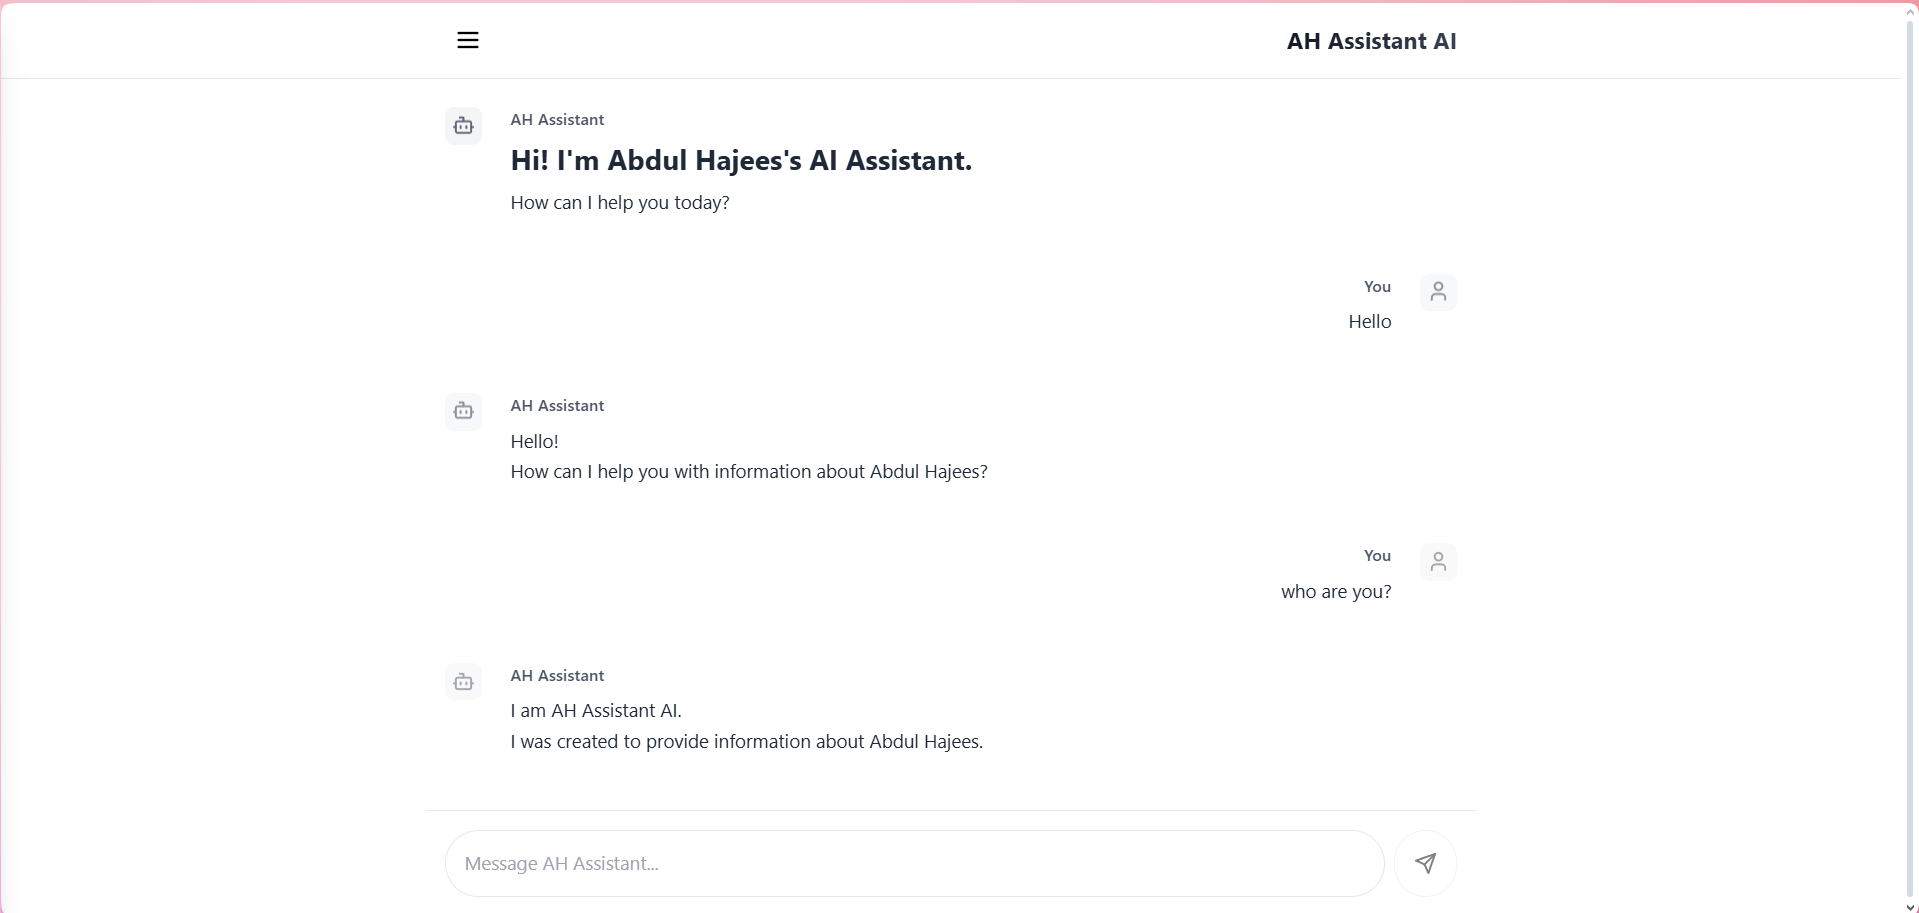 AH Assistant AI
AH Assistant
Hi! I'm Abdul Hajees's AI Assistant.
How can I help you today?
You
Hello
AH Assistant
Hello!
How can I help you with information about Abdul Hajees?
You
who are you?
AH Assistant
I am AH Assistant AI.
I was created to provide information about Abdul Hajees.
Message AH Assistant...